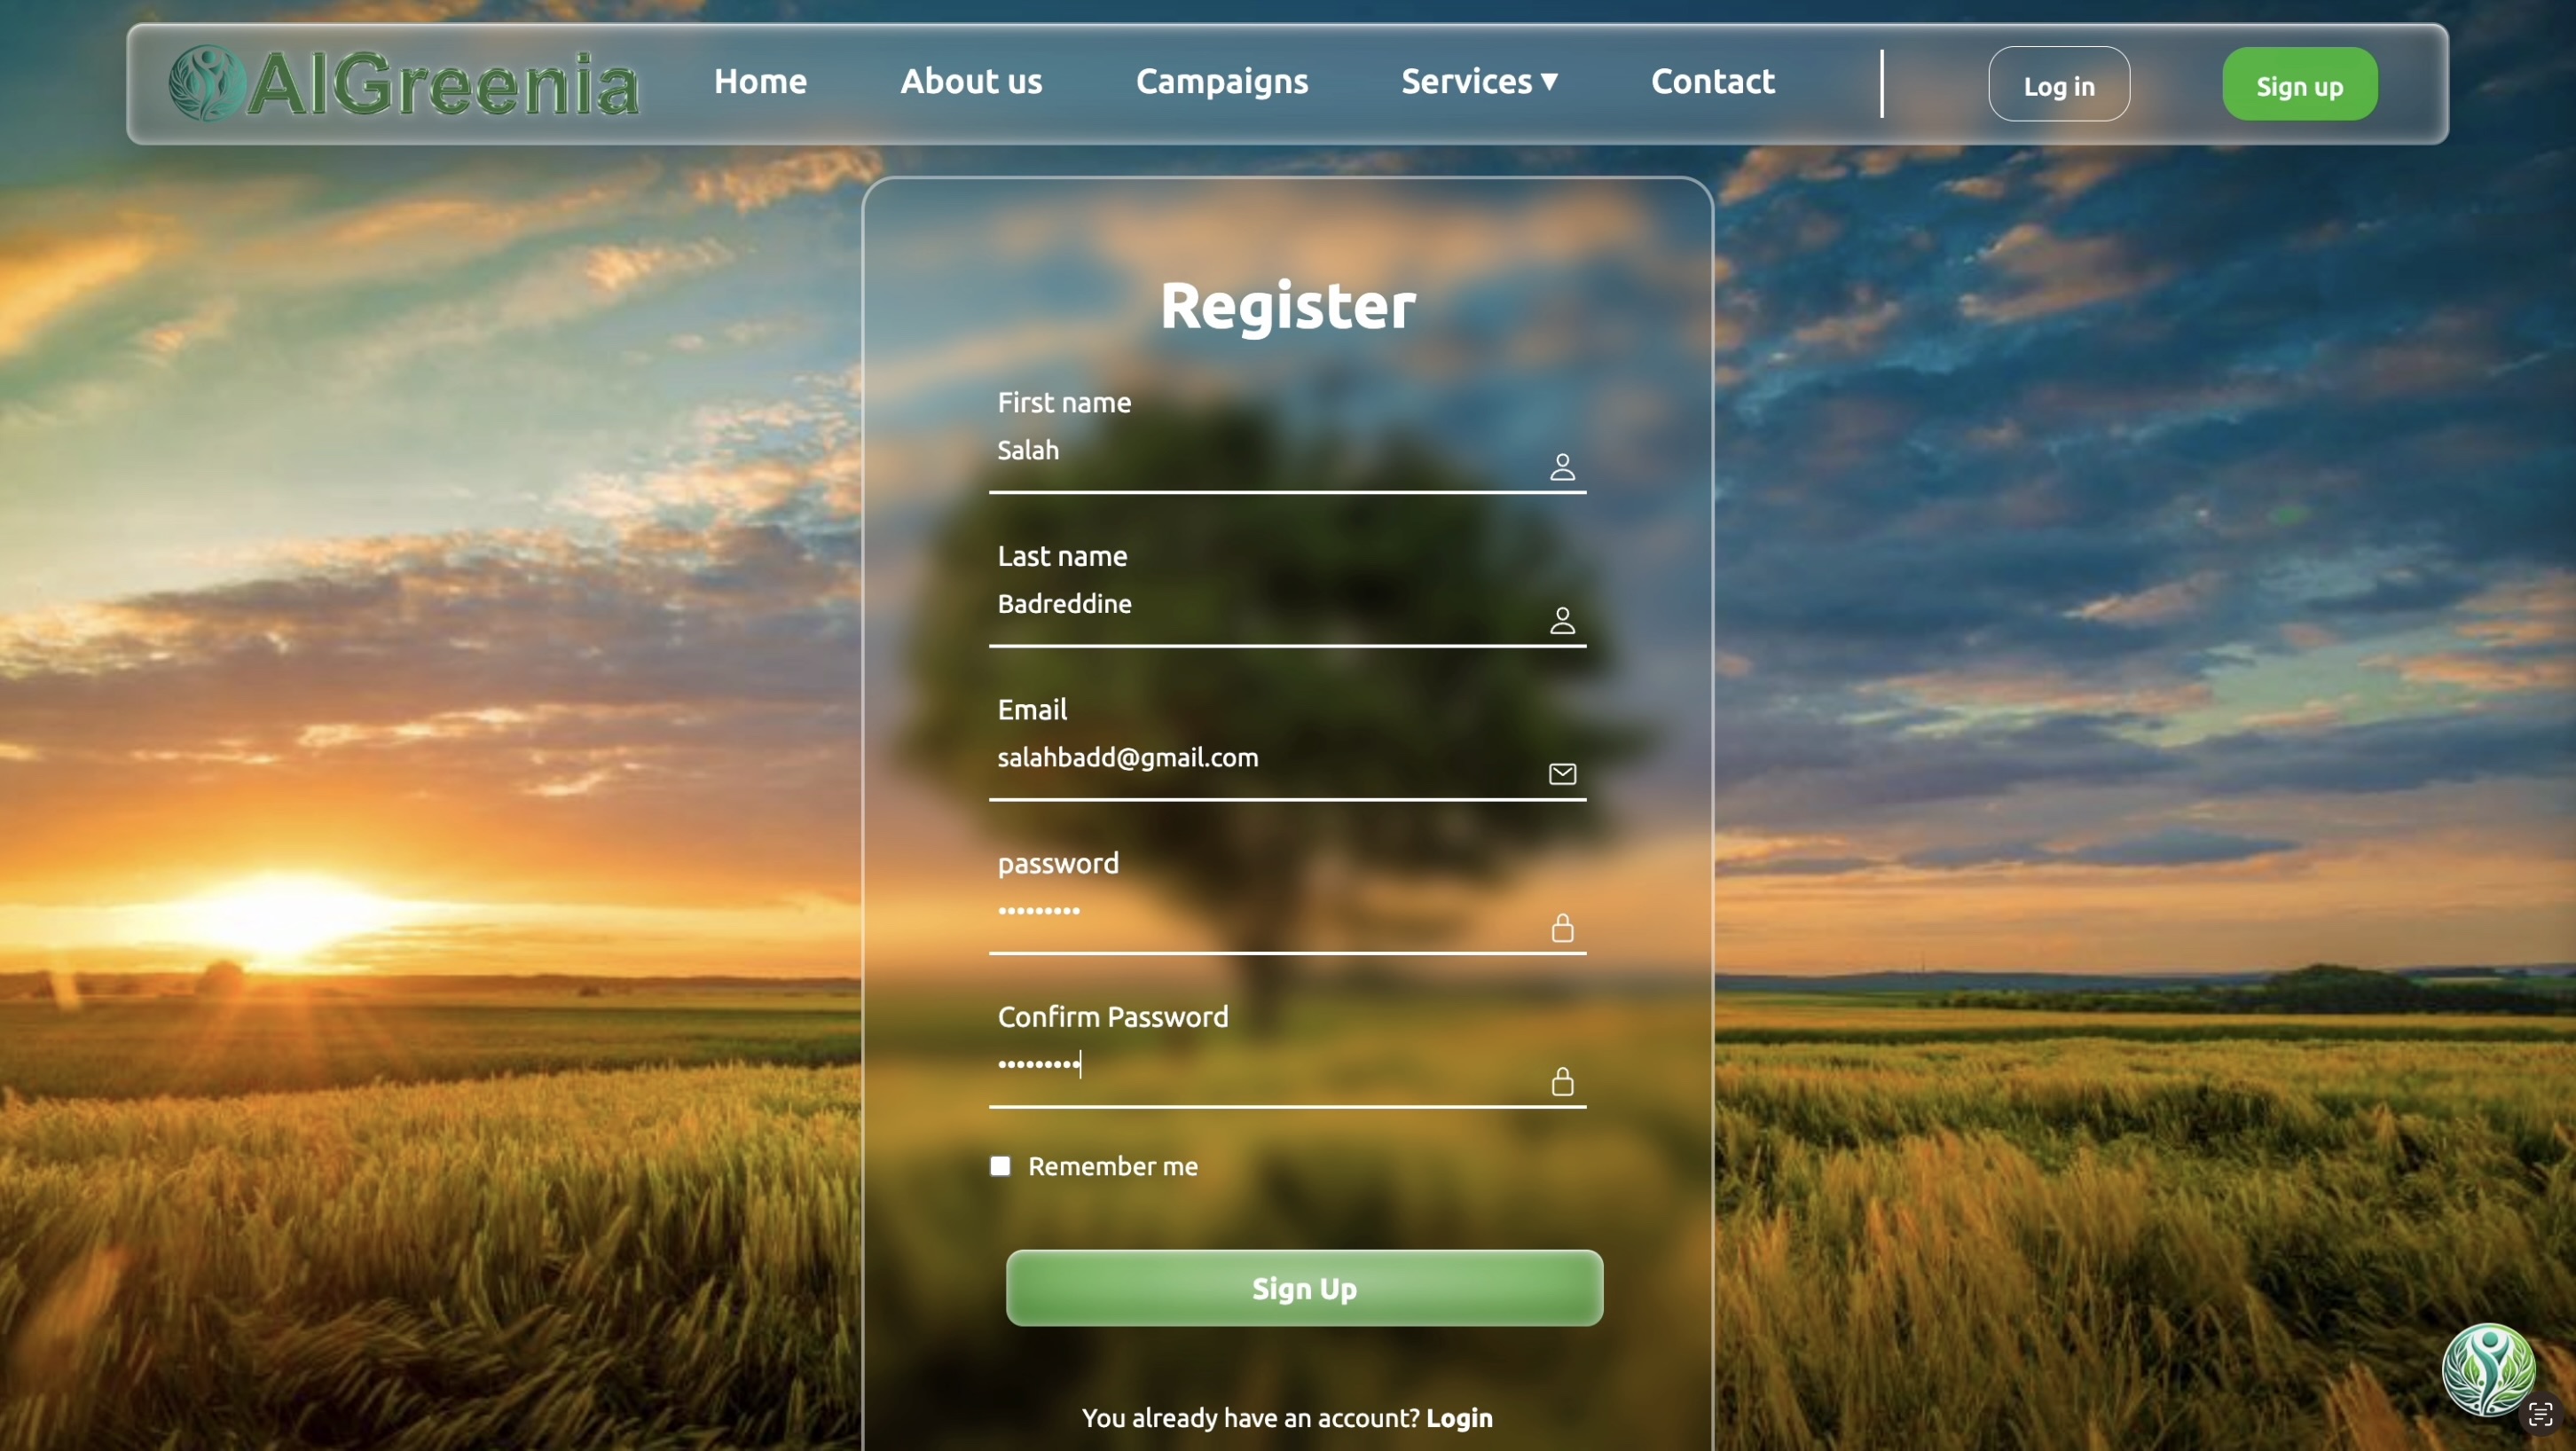 AlGreenia
Home
About us
Campaigns
Services ▼
Contact
Log in
Sign up
Register
First name
Salah
Last name
Badreddine
Email
salahbadd@gmail.com
password
•••••••••
Confirm Password
•••••••••
Remember me
Sign Up
You already have an account? Login